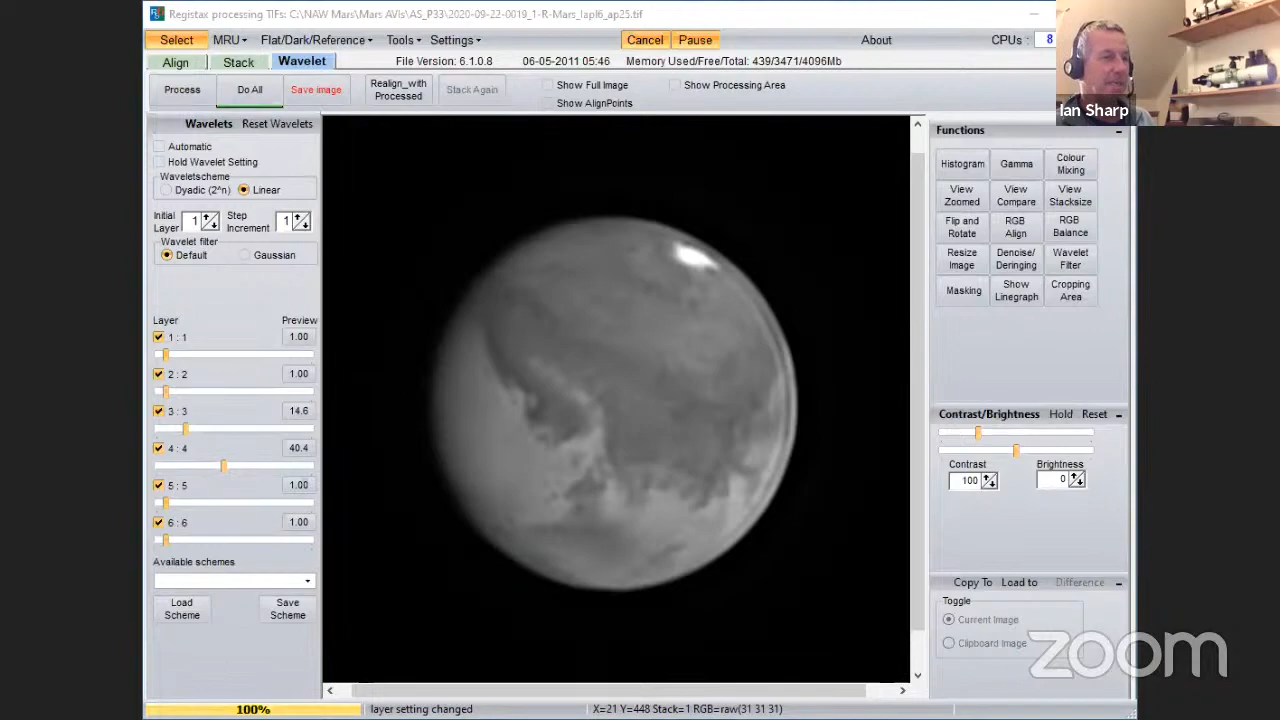 Registax processing TIFs: C:\NAW Mars\Mars AVIs\AS_P33\2020-09-22-0019_1-R-Mars_lapl6_ap25.tif
Select MRU Flat/Dark/Reference Tools Settings Cancel Pause About CPUs: 8
Align Stack Wavelet File Version: 6.1.0.8 06-05-2011 05:46 Memory Used/Free/Total: 439/3471/4096Mb
Process Do All Save image Realign_with Processed Stack Again Show Full Image Show Processing Area
Show AlignPoints
Ian Sharp
Wavelets Reset Wavelets
Automatic
Hold Wavelet Setting
Waveletscheme
Dyadic (2^n) Linear
Initial Layer 1 Step Increment 1
Wavelet filter
Default Gaussian
Layer Preview
1 : 1 1.00
2 : 2 1.00
3 : 3 14.6
4 : 4 40.4
5 : 5 1.00
6 : 6 1.00
Available schemes
Load Scheme Save Scheme
Functions
Histogram Gamma Colour Mixing
View Zoomed View Compare View Stacksize
Flip and Rotate RGB Align RGB Balance
Resize Image Denoise/ Deringing Wavelet Filter
Masking Show Linegraph Cropping Area
Contrast/Brightness Hold Reset
Contrast Brightness
100 0
Copy To Load to Difference
Toggle
Current Image
Clipboard Image
zoom
100% layer setting changed X=21 Y=448 Stack=1 RGB=raw(31 31 31)